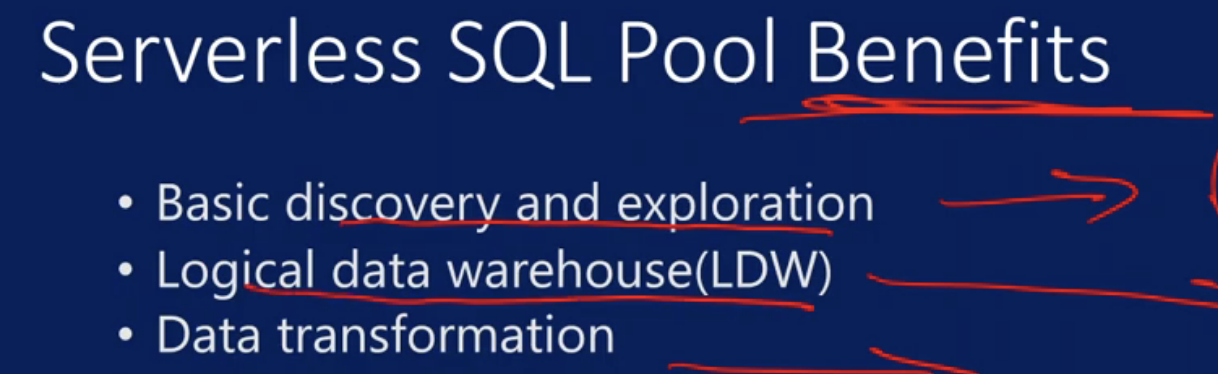 Serverless SQL Pool Benefits
• Basic discovery and exploration
• Logical data warehouse(LDW)
• Data transformation